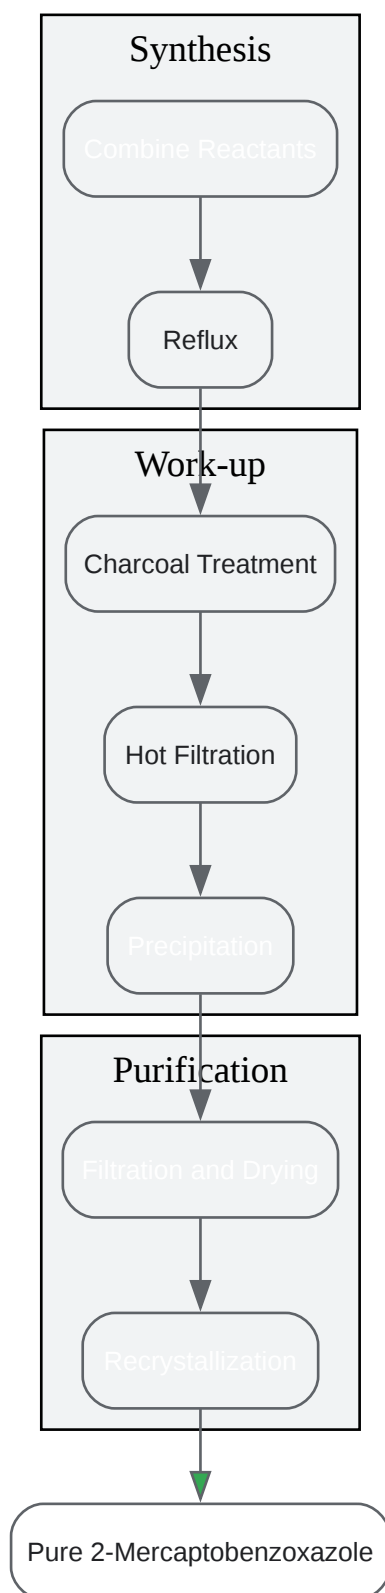 Synthesis
Combine Reactants
Reflux
Work-up
Charcoal Treatment
Hot Filtration
Precipitation
Purification
Filtration and Drying
Recrystallization
Pure 2-Mercaptobenzoxazole